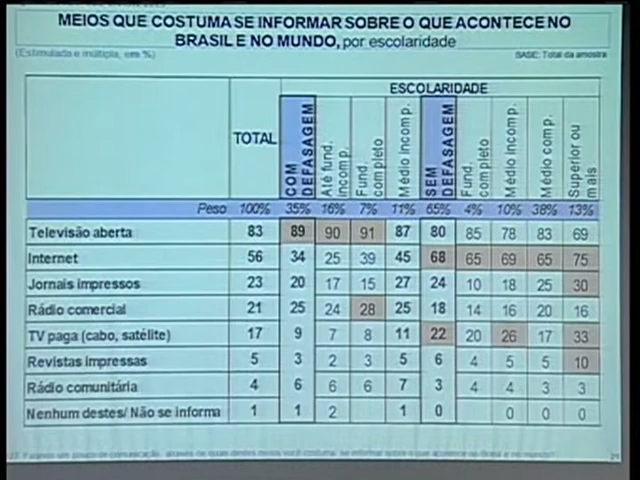 MEIOS QUE COSTUMA SE INFORMAR SOBRE O QUE ACONTECE NO
BRASIL E NO MUNDO, por escolaridade
(Estimulada e múltipla, em %) BASE: Total da amostra
ESCOLARIDADE
TOTAL COM DEFASAGEM Até fund. incomp. Fund. completo Médio incomp. SEM DEFASAGEM Fund. completo Médio incomp. Médio comp. Superior ou mais
Peso 100% 35% 16% 7% 11% 65% 4% 10% 38% 13%
Televisão aberta 83 89 90 91 87 80 85 78 83 69
Internet 56 34 25 39 45 68 65 69 65 75
Jornais impressos 23 20 17 15 27 24 10 18 25 30
Rádio comercial 21 25 24 28 25 18 14 16 20 16
TV paga (cabo, satélite) 17 9 7 8 11 22 20 26 17 33
Revistas impressas 5 3 2 3 5 6 4 5 5 10
Rádio comunitária 4 6 6 6 7 3 4 4 3 3
Nenhum destes/ Não se informa 1 1 2 1 0 0 0 0